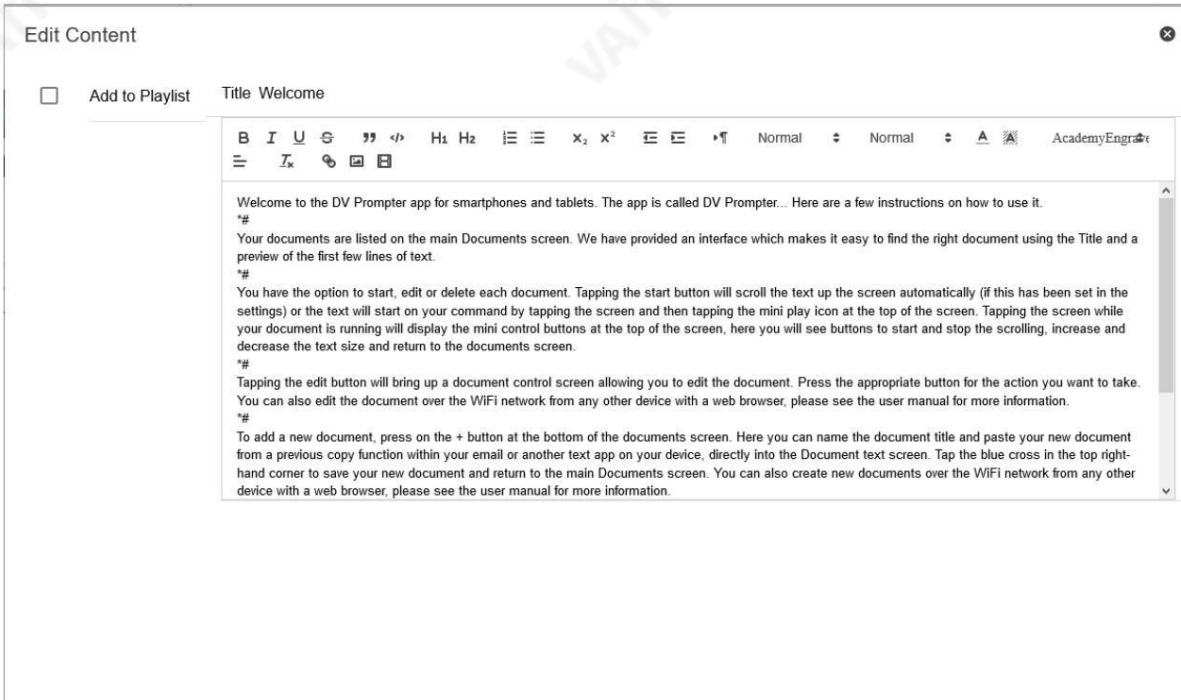 Edit Content
Add to Playlist
Title Welcome
B I U S ” </> H1 H2 X2 X² Normal Normal A A
Welcome to the DV Prompter app for smartphones and tablets. The app is called DV Prompter... Here are a few instructions on how to use it.
*#
Your documents are listed on the main Documents screen. We have provided an interface which makes it easy to find the right document using the Title and a
preview of the first few lines of text.
*#
You have the option to start, edit or delete each document. Tapping the start button will scroll the text up the screen automatically (if this has been set in the
settings) or the text will start on your command by tapping the screen and then tapping the mini play icon at the top of the screen. Tapping the screen while
your document is running will display the mini control buttons at the top of the screen, here you will see buttons to start and stop the scrolling, increase and
decrease the text size and return to the documents screen.
*#
Tapping the edit button will bring up a document control screen allowing you to edit the document. Press the appropriate button for the action you want to take.
You can also edit the document over the WiFi network from any other device with a web browser, please see the user manual for more information.
*#
To add a new document, press on the + button at the bottom of the documents screen. Here you can name the document title and paste your new document
from a previous copy function within your email or another text app on your device, directly into the Document text screen. Tap the blue cross in the top right-
hand corner to save your new document and return to the main Documents screen. You can also create new documents over the WiFi network from any other
device with a web browser, please see the user manual for more information.